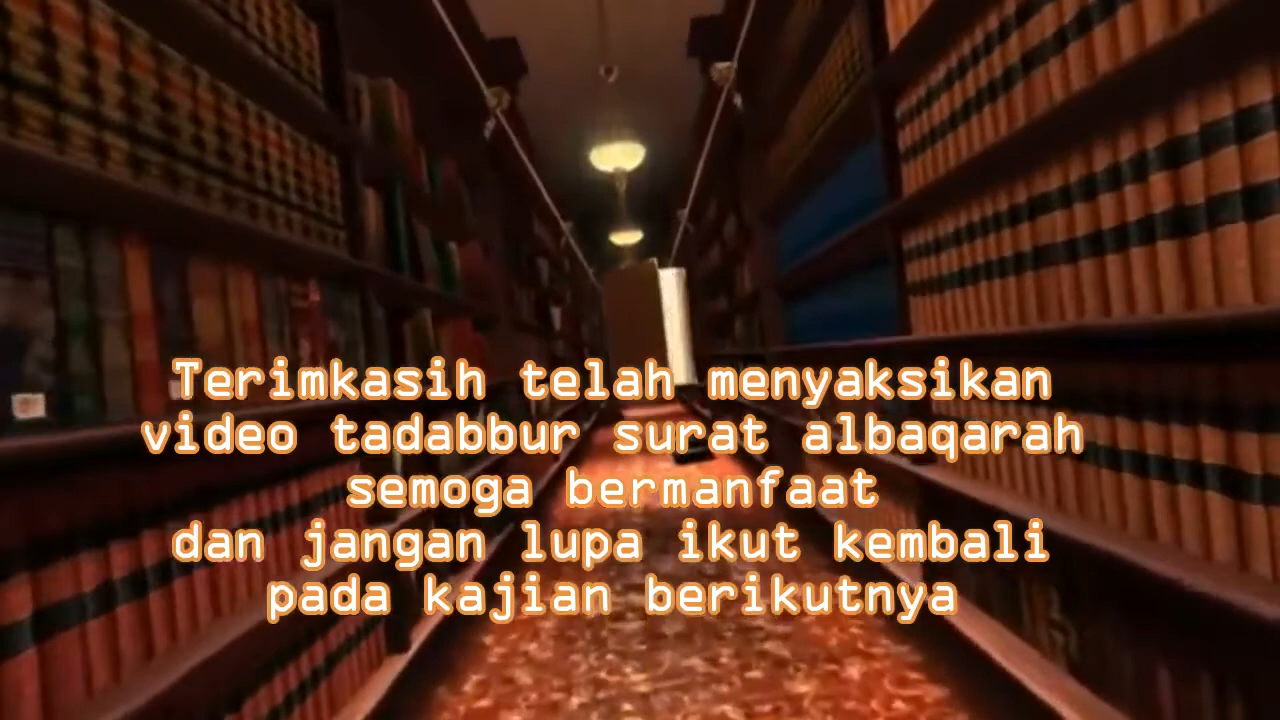 Terimkasih telah menyaksikan
video tadabbur surat albaqarah
semoga bermanfaat
dan jangan lupa ikut kembali
pada kajian berikutnya